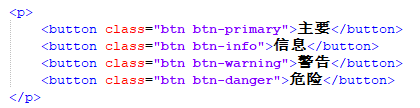 <p>
<button class="btn btn-primary">主要</button>
<button class="btn btn-info">信息</button>
<button class="btn btn-warning">警告</button>
<button class="btn btn-danger">危险</button>
</p>